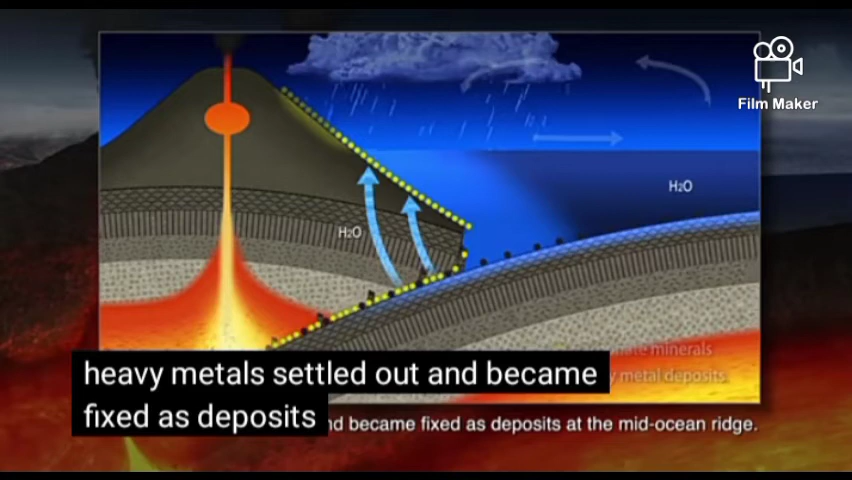 Film Maker
H2O
H2O
minerals
metal deposits
heavy metals settled out and became
fixed as deposits
became fixed as deposits at the mid-ocean ridge.